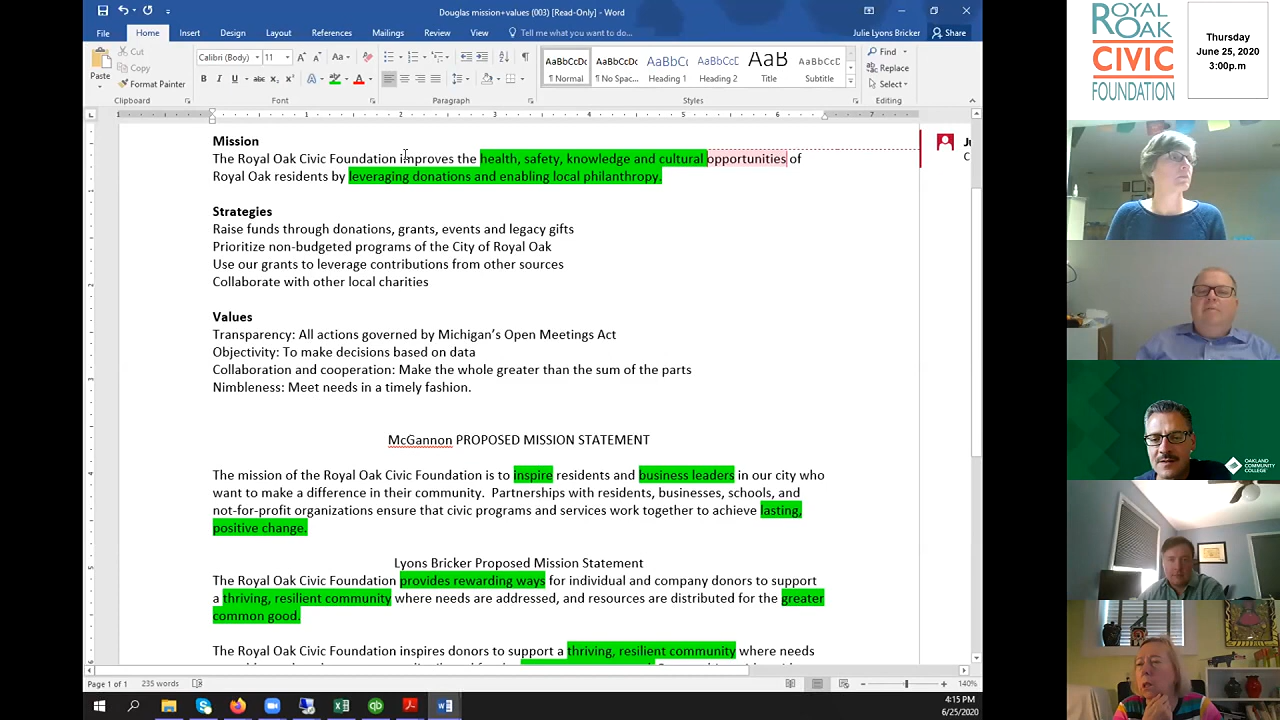 Douglas mission+values (003) [Read-Only] - Word
File Home Insert Design Layout References Mailings Review View Tell me what you want to do... Julie Lyons Bricker Share
Paste Cut Copy Format Painter Clipboard
Calibri (Body) 11 Font
Paragraph
AaBbCcDc AaBbCcDc AaBbC AaBbCcC AaB AaBbCcD
¶ Normal ¶ No Spac... Heading 1 Heading 2 Title Subtitle
Styles
Find Replace Select Editing
Mission
The Royal Oak Civic Foundation improves the health, safety, knowledge and cultural opportunities of
Royal Oak residents by leveraging donations and enabling local philanthropy.
Strategies
Raise funds through donations, grants, events and legacy gifts
Prioritize non-budgeted programs of the City of Royal Oak
Use our grants to leverage contributions from other sources
Collaborate with other local charities
Values
Transparency: All actions governed by Michigan's Open Meetings Act
Objectivity: To make decisions based on data
Collaboration and cooperation: Make the whole greater than the sum of the parts
Nimbleness: Meet needs in a timely fashion.
McGannon PROPOSED MISSION STATEMENT
The mission of the Royal Oak Civic Foundation is to inspire residents and business leaders in our city who
want to make a difference in their community. Partnerships with residents, businesses, schools, and
not-for-profit organizations ensure that civic programs and services work together to achieve lasting,
positive change.
Lyons Bricker Proposed Mission Statement
The Royal Oak Civic Foundation provides rewarding ways for individual and company donors to support
a thriving, resilient community where needs are addressed, and resources are distributed for the greater
common good.
The Royal Oak Civic Foundation inspires donors to support a thriving, resilient community where needs
Page 1 of 1 235 words 140%
4:15 PM
6/25/2020
ROYAL
OAK
CIVIC
FOUNDATION
Thursday
June 25, 2020
3:00p.m
OAKLAND
COMMUNITY
COLLEGE